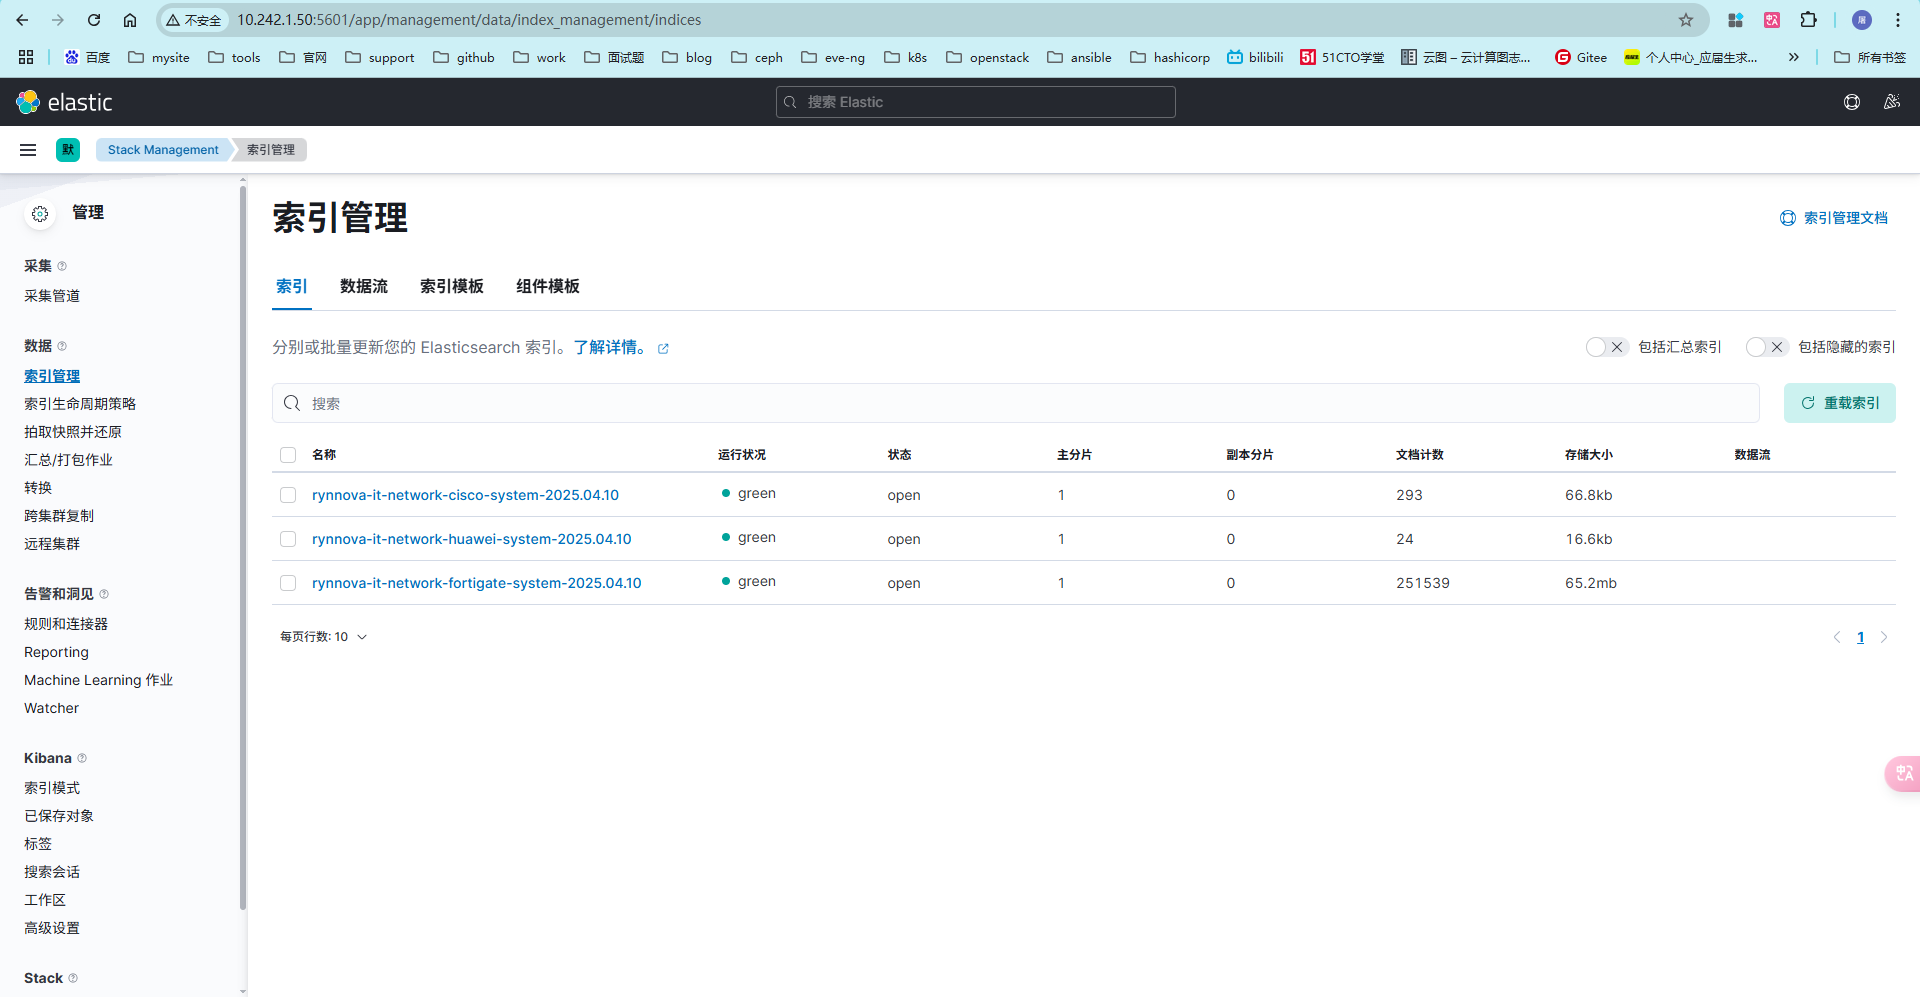 不安全 10.242.1.50:5601/app/management/data/index_management/indices
百度 mysite tools 官网 support github work 面试题 blog ceph eve-ng k8s openstack ansible hashicorp bilibili 51CTO学堂 云图 – 云计算图志... Gitee 个人中心_应届生求... 所有书签
elastic 搜索 Elastic
默 Stack Management 索引管理
管理
采集
采集管道
数据
索引管理
索引生命周期策略
拍取快照并还原
汇总/打包作业
转换
跨集群复制
远程集群
告警和洞见
规则和连接器
Reporting
Machine Learning 作业
Watcher
Kibana
索引模式
已保存对象
标签
搜索会话
工作区
高级设置
Stack
索引管理
索引管理文档
索引 数据流 索引模板 组件模板
分别或批量更新您的 Elasticsearch 索引。了解详情。
包括汇总索引 包括隐藏的索引
搜索
重载索引
名称 运行状况 状态 主分片 副本分片 文档计数 存储大小 数据流
rynnova-it-network-cisco-system-2025.04.10 green open 1 0 293 66.8kb
rynnova-it-network-huawei-system-2025.04.10 green open 1 0 24 16.6kb
rynnova-it-network-fortigate-system-2025.04.10 green open 1 0 251539 65.2mb
每页行数: 10
1